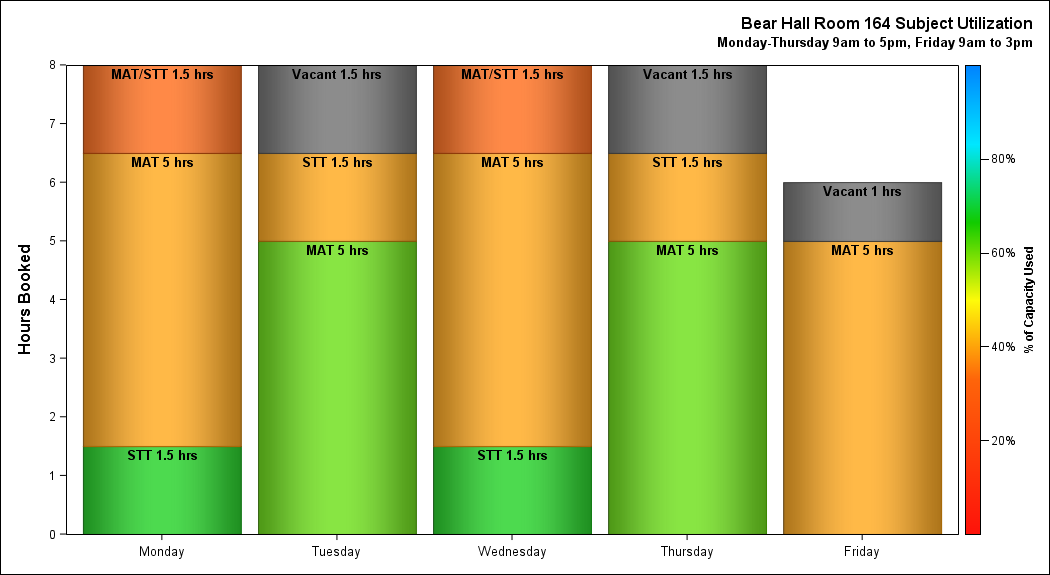 Bear Hall Room 164 Subject Utilization
Monday-Thursday 9am to 5pm, Friday 9am to 3pm
Hours Booked
8
7
6
5
4
3
2
1
0
MAT/STT 1.5 hrs
MAT 5 hrs
STT 1.5 hrs
Vacant 1.5 hrs
STT 1.5 hrs
MAT 5 hrs
MAT/STT 1.5 hrs
MAT 5 hrs
STT 1.5 hrs
Vacant 1.5 hrs
STT 1.5 hrs
MAT 5 hrs
Vacant 1 hrs
MAT 5 hrs
Monday
Tuesday
Wednesday
Thursday
Friday
80%
60%
40%
20%
% of Capacity Used